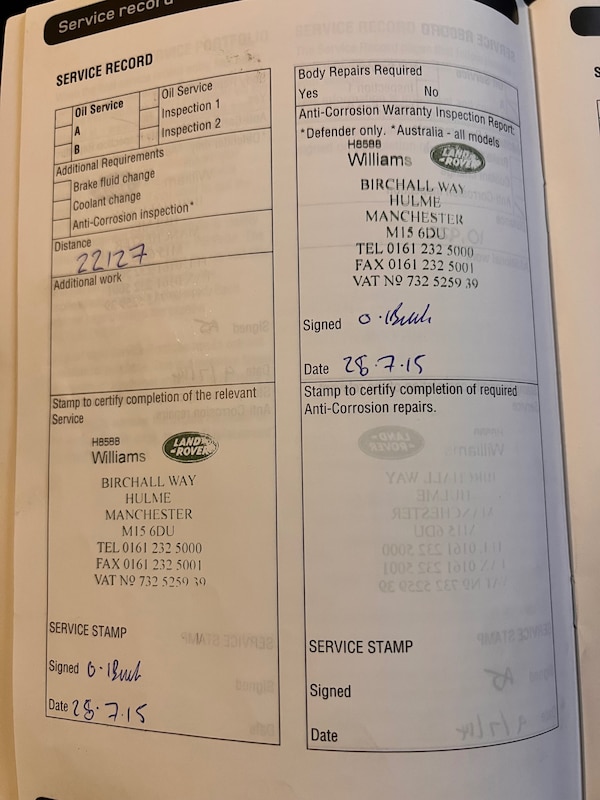 Service record
SERVICE RECORD
Oil Service
A
B
Oil Service
Inspection 1
Inspection 2
Additional Requirements
Brake fluid change
Coolant change
Anti-Corrosion inspection*
Distance
22127
Additional work
Stamp to certify completion of the relevant
Service
H8588
Williams
LAND-
-ROVER
BIRCHALL WAY
HULME
MANCHESTER
M15 6DU
TEL 0161 232 5000
FAX 0161 232 5001
VAT Nº 732 5259 39
SERVICE STAMP
Signed
Date 28.7.15
Body Repairs Required
Yes No
Anti-Corrosion Warranty Inspection Report:
*Defender only. *Australia - all models
H8588
Williams
LAND-
-ROVER
BIRCHALL WAY
HULME
MANCHESTER
M15 6DU
TEL 0161 232 5000
FAX 0161 232 5001
VAT Nº 732 5259 39
Signed
Date 28.7.15
Stamp to certify completion of required
Anti-Corrosion repairs.
SERVICE STAMP
Signed
Date